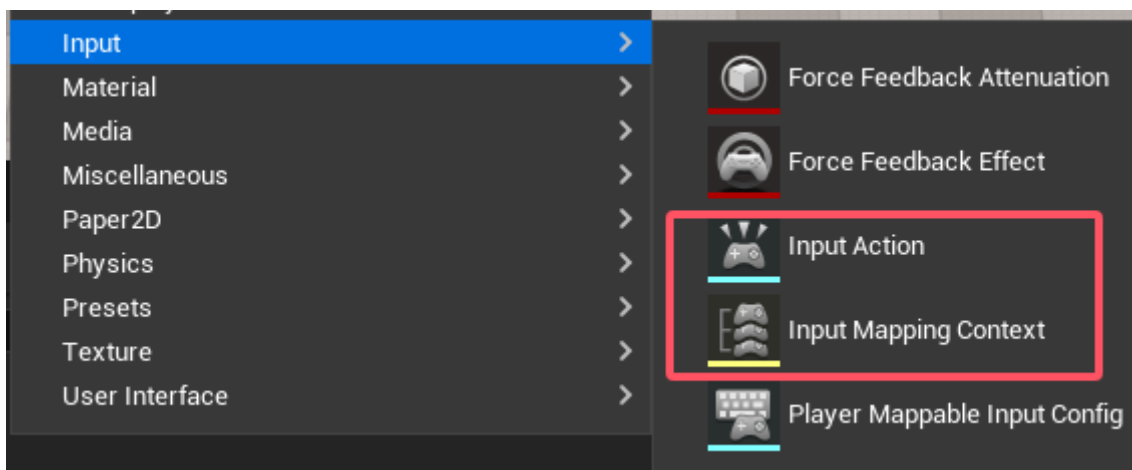 Input
Material
Media
Miscellaneous
Paper2D
Physics
Presets
Texture
User Interface
Force Feedback Attenuation
Force Feedback Effect
Input Action
Input Mapping Context
Player Mappable Input Config